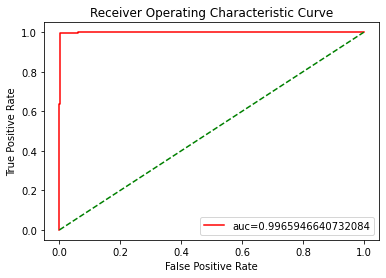 Receiver Operating Characteristic Curve
True Positive Rate
1.0
0.8
0.6
0.4
0.2
0.0
auc=0.9965946640732084
0.0 0.2 0.4 0.6 0.8 1.0
False Positive Rate